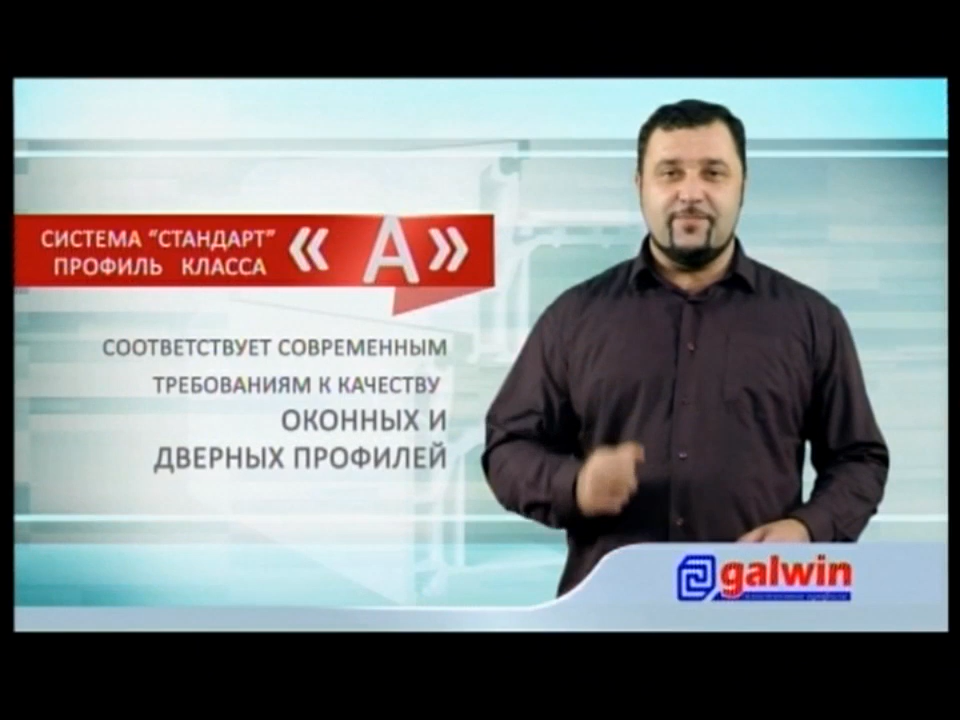 СИСТЕМА “СТАНДАРТ”
ПРОФИЛЬ КЛАССА « А»
СООТВЕТСТВУЕТ СОВРЕМЕННЫМ
ТРЕБОВАНИЯМ К КАЧЕСТВУ
ОКОННЫХ И
ДВЕРНЫХ ПРОФИЛЕЙ
galwin